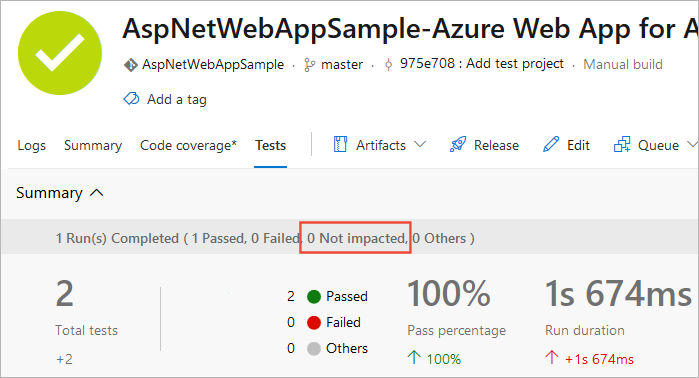 AspNetWebAppSample-Azure Web App for A
AspNetWebAppSample · master · 975e708 : Add test project · Manual build
Add a tag
Logs Summary Code coverage* Tests Artifacts Release Edit Queue
Summary
1 Run(s) Completed ( 1 Passed, 0 Failed, 0 Not impacted, 0 Others )
2 2 Passed 100% 1s 674ms
Total tests 0 Failed Pass percentage Run duration
+2 0 Others 100% +1s 674ms